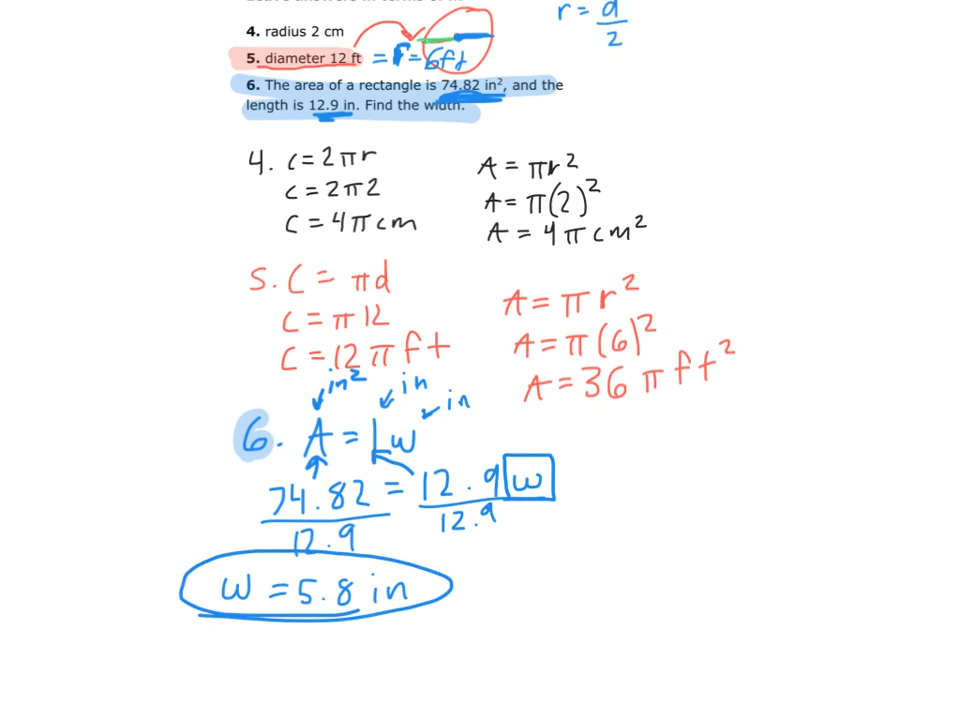 r = d/2
4. radius 2 cm
5. diameter 12 ft = r = 6ft
6. The area of a rectangle is 74.82 in², and the
length is 12.9 in. Find the width.
4. C = 2πr
C = 2π2
C = 4π cm
A = πr²
A = π(2)²
A = 4π cm²
5. C = πd
C = π12
C = 12π ft
A = πr²
A = π(6)²
A = 36π ft²
in² in in
6. A = Lw
74.82 = 12.9 w
12.9 12.9
w = 5.8 in